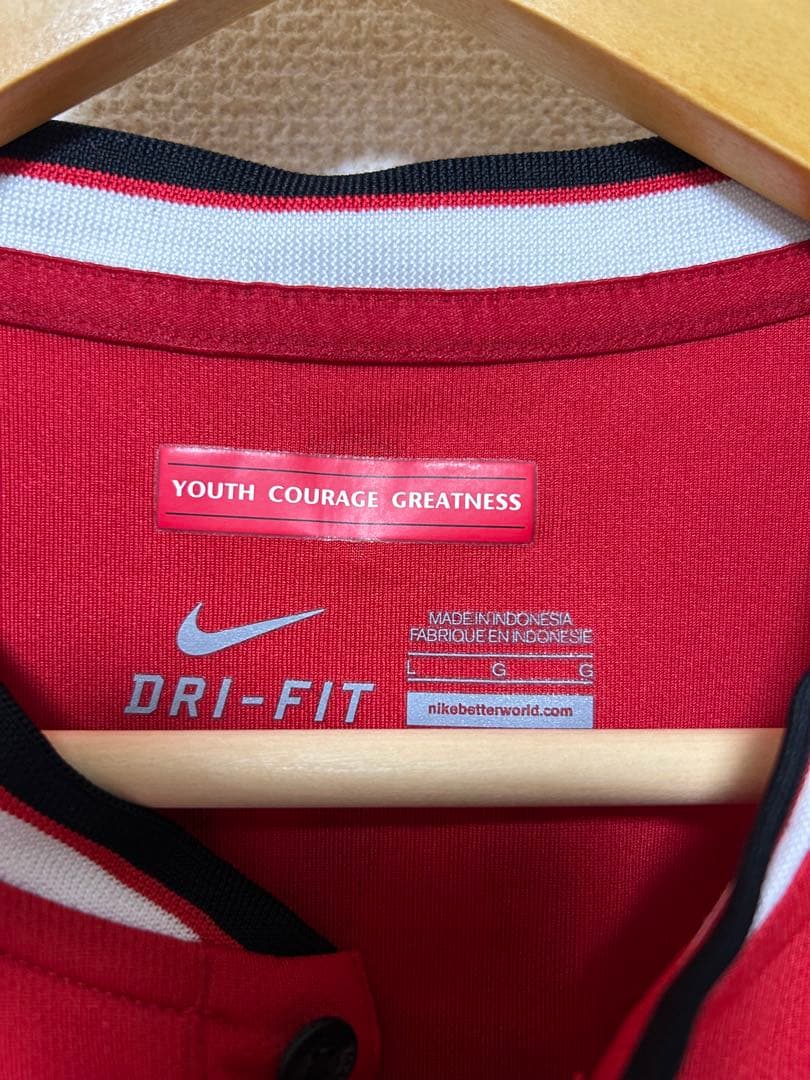 YOUTH COURAGE GREATNESS
DRI-FIT
MADE IN INDONESIA
FABRIQUE EN INDONESIE
L G G
nikebetterworld.com